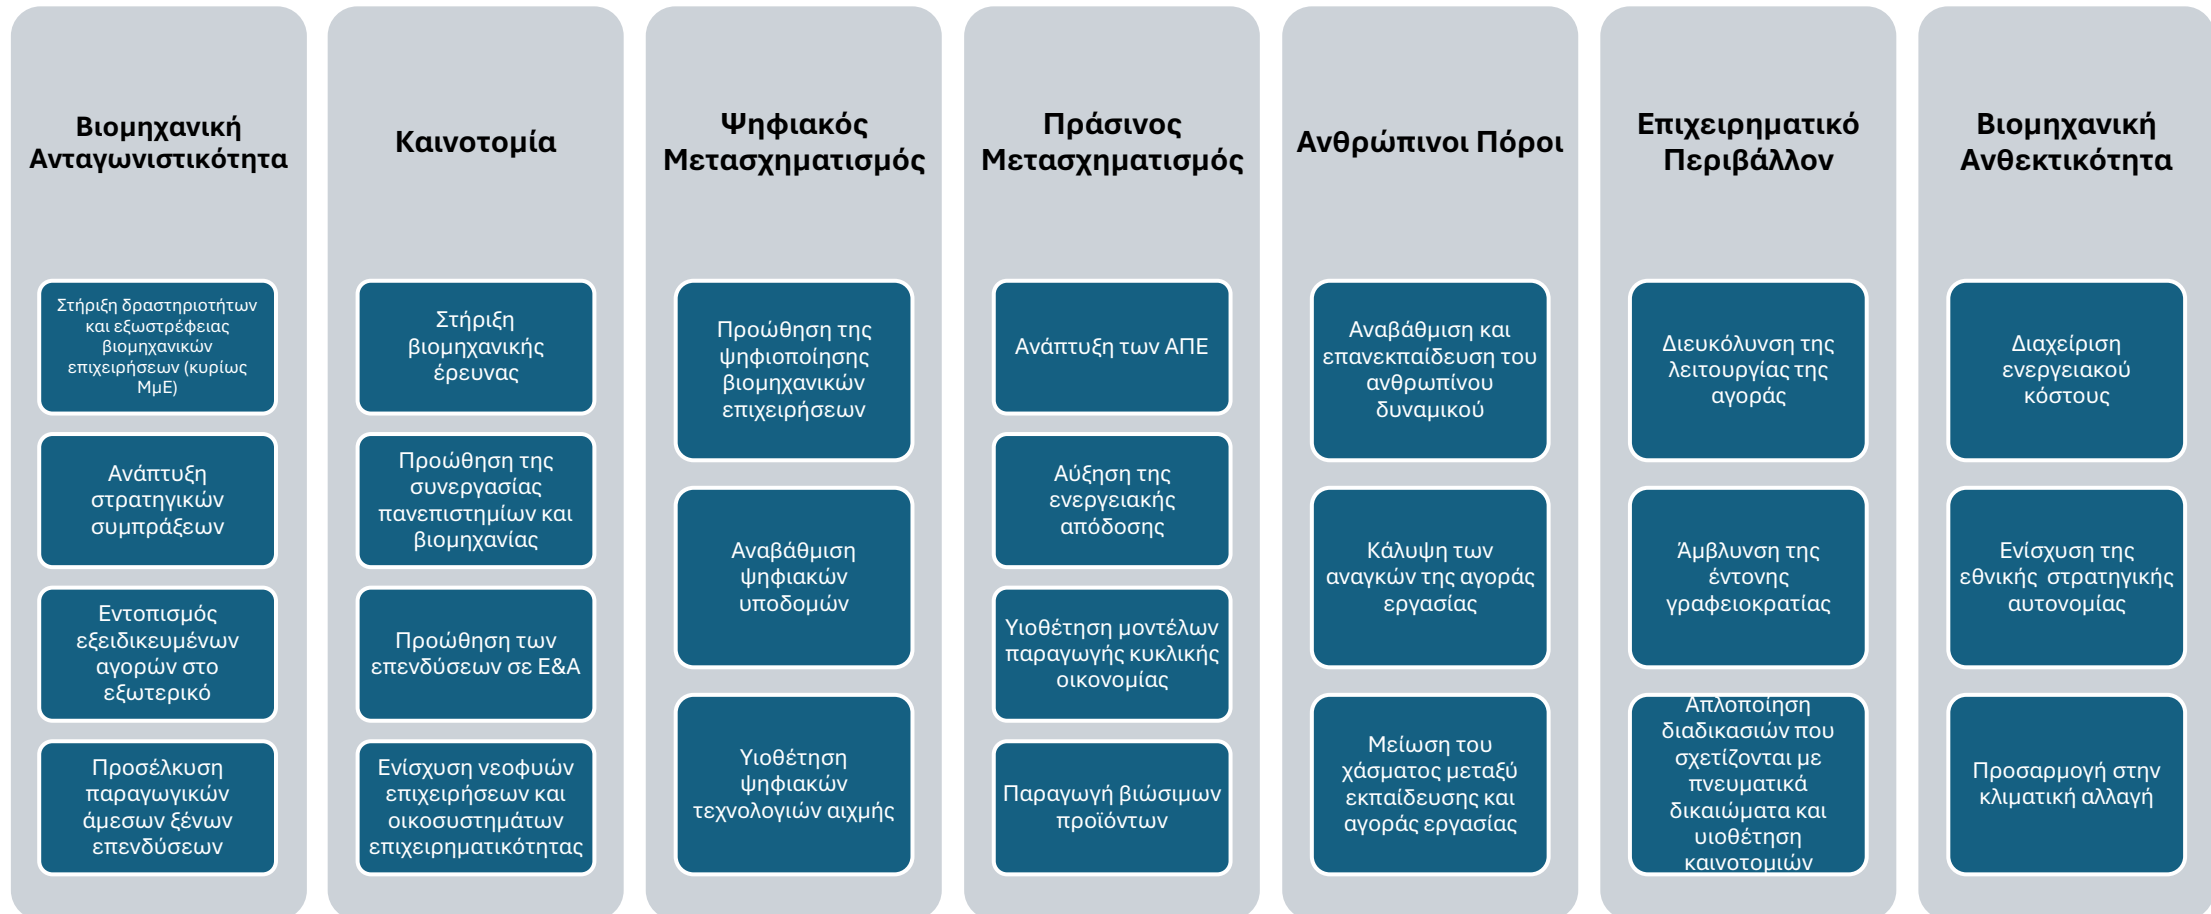 Βιομηχανική
Ανταγωνιστικότητα
Στήριξη δραστηριοτήτων
και εξωστρέφειας
βιομηχανικών
επιχειρήσεων (κυρίως
ΜμΕ)
Ανάπτυξη
στρατηγικών
συμπράξεων
Εντοπισμός
εξειδικευμένων
αγορών στο
εξωτερικό
Προσέλκυση
παραγωγικών
άμεσων ξένων
επενδύσεων
Καινοτομία
Στήριξη
βιομηχανικής
έρευνας
Προώθηση της
συνεργασίας
πανεπιστημίων και
βιομηχανίας
Προώθηση των
επενδύσεων σε Ε&Α
Ενίσχυση νεοφυών
επιχειρήσεων και
οικοσυστημάτων
επιχειρηματικότητας
Ψηφιακός
Μετασχηματισμός
Προώθηση της
ψηφιοποίησης
βιομηχανικών
επιχειρήσεων
Αναβάθμιση
ψηφιακών
υποδομών
Υιοθέτηση
ψηφιακών
τεχνολογιών αιχμής
Πράσινος
Μετασχηματισμός
Ανάπτυξη των ΑΠΕ
Αύξηση της
ενεργειακής
απόδοσης
Υιοθέτηση μοντέλων
παραγωγής κυκλικής
οικονομίας
Παραγωγή βιώσιμων
προϊόντων
Ανθρώπινοι Πόροι
Αναβάθμιση και
επανεκπαίδευση του
ανθρωπίνου
δυναμικού
Κάλυψη των
αναγκών της αγοράς
εργασίας
Μείωση του
χάσματος μεταξύ
εκπαίδευσης και
αγοράς εργασίας
Επιχειρηματικό
Περιβάλλον
Διευκόλυνση της
λειτουργίας της
αγοράς
Άμβλυνση της
έντονης
γραφειοκρατίας
Απλοποίηση
διαδικασιών που
σχετίζονται με
πνευματικά
δικαιώματα και
υιοθέτηση
καινοτομιών
Βιομηχανική
Ανθεκτικότητα
Διαχείριση
ενεργειακού
κόστους
Ενίσχυση της
εθνικής στρατηγικής
αυτονομίας
Προσαρμογή στην
κλιματική αλλαγή